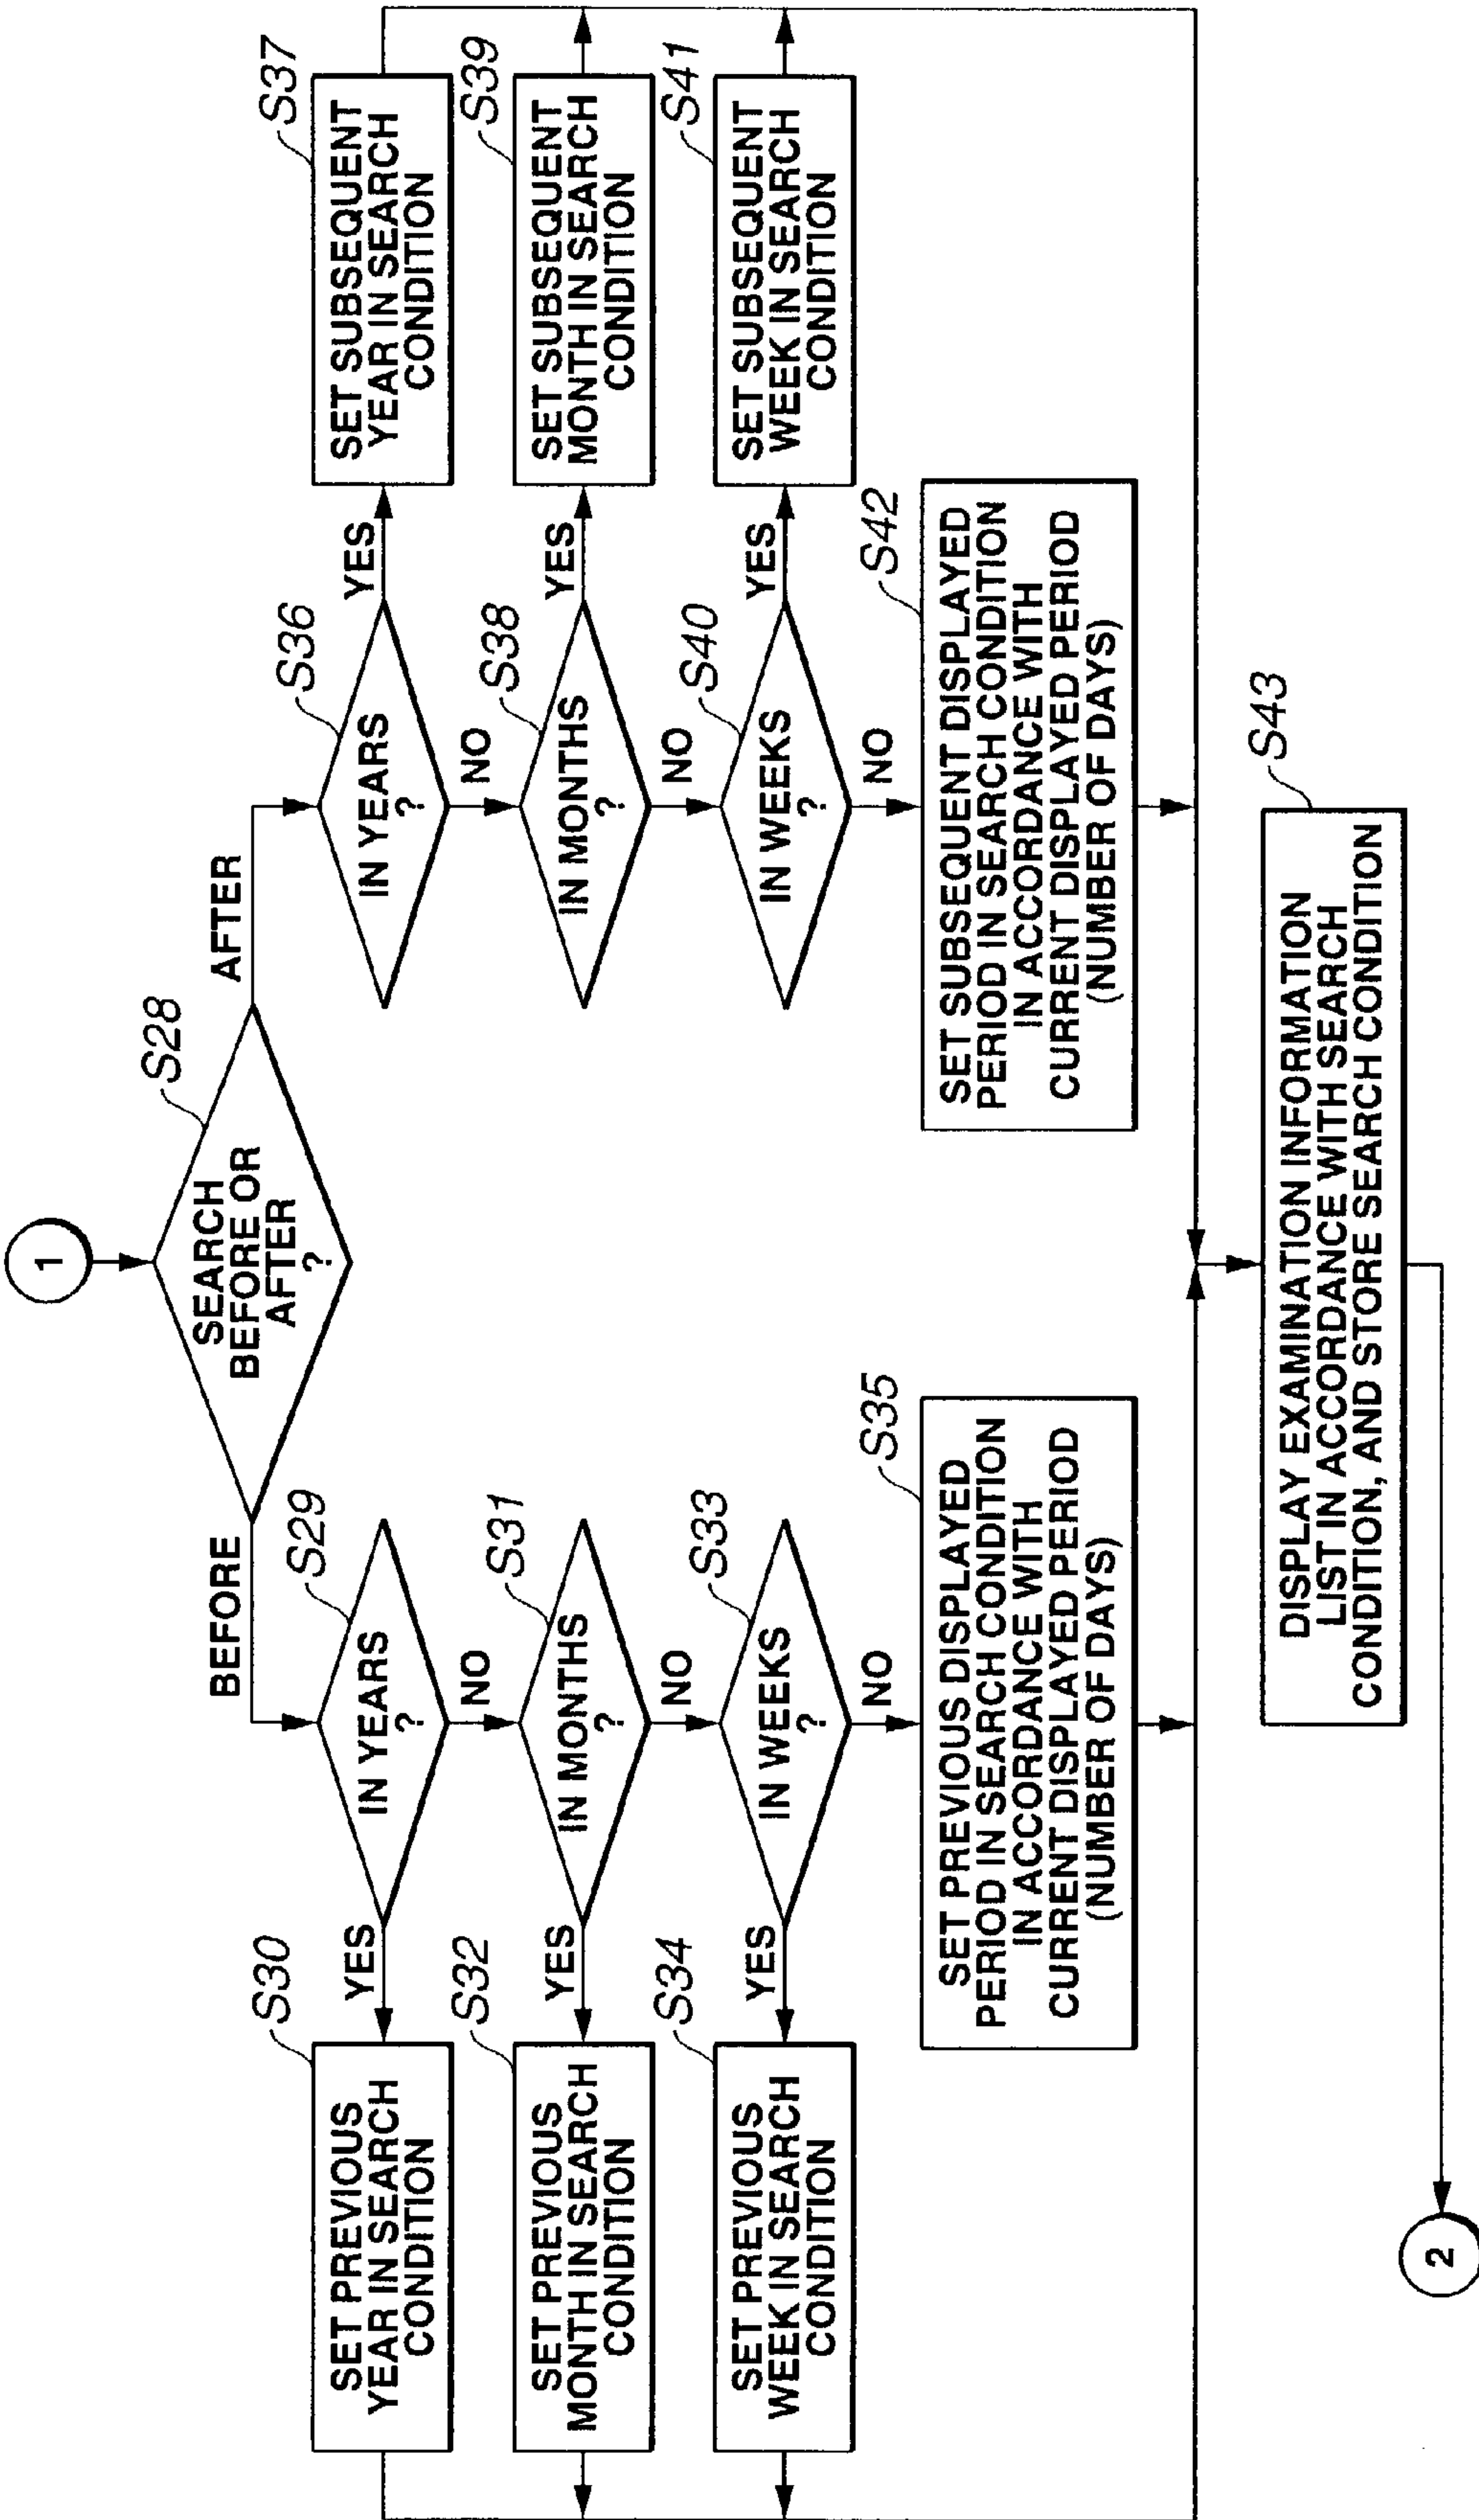 1
S28
SEARCH
BEFORE OR
AFTER
?
BEFORE
AFTER
S29
IN YEARS
?
YES
NO
S30
SET PREVIOUS
YEAR IN SEARCH
CONDITION
S31
IN MONTHS
?
YES
NO
S32
SET PREVIOUS
MONTH IN SEARCH
CONDITION
S33
IN WEEKS
?
YES
NO
S34
SET PREVIOUS
WEEK IN SEARCH
CONDITION
S35
SET PREVIOUS DISPLAYED
PERIOD IN SEARCH CONDITION
IN ACCORDANCE WITH
CURRENT DISPLAYED PERIOD
(NUMBER OF DAYS)
S36
IN YEARS
?
YES
NO
S37
SET SUBSEQUENT
YEAR IN SEARCH
CONDITION
S38
IN MONTHS
?
YES
NO
S39
SET SUBSEQUENT
MONTH IN SEARCH
CONDITION
S40
IN WEEKS
?
YES
NO
S41
SET SUBSEQUENT
WEEK IN SEARCH
CONDITION
S42
SET SUBSEQUENT DISPLAYED
PERIOD IN SEARCH CONDITION
IN ACCORDANCE WITH
CURRENT DISPLAYED PERIOD
(NUMBER OF DAYS)
S43
DISPLAY EXAMINATION INFORMATION
LIST IN ACCORDANCE WITH SEARCH
CONDITION, AND STORE SEARCH CONDITION
2